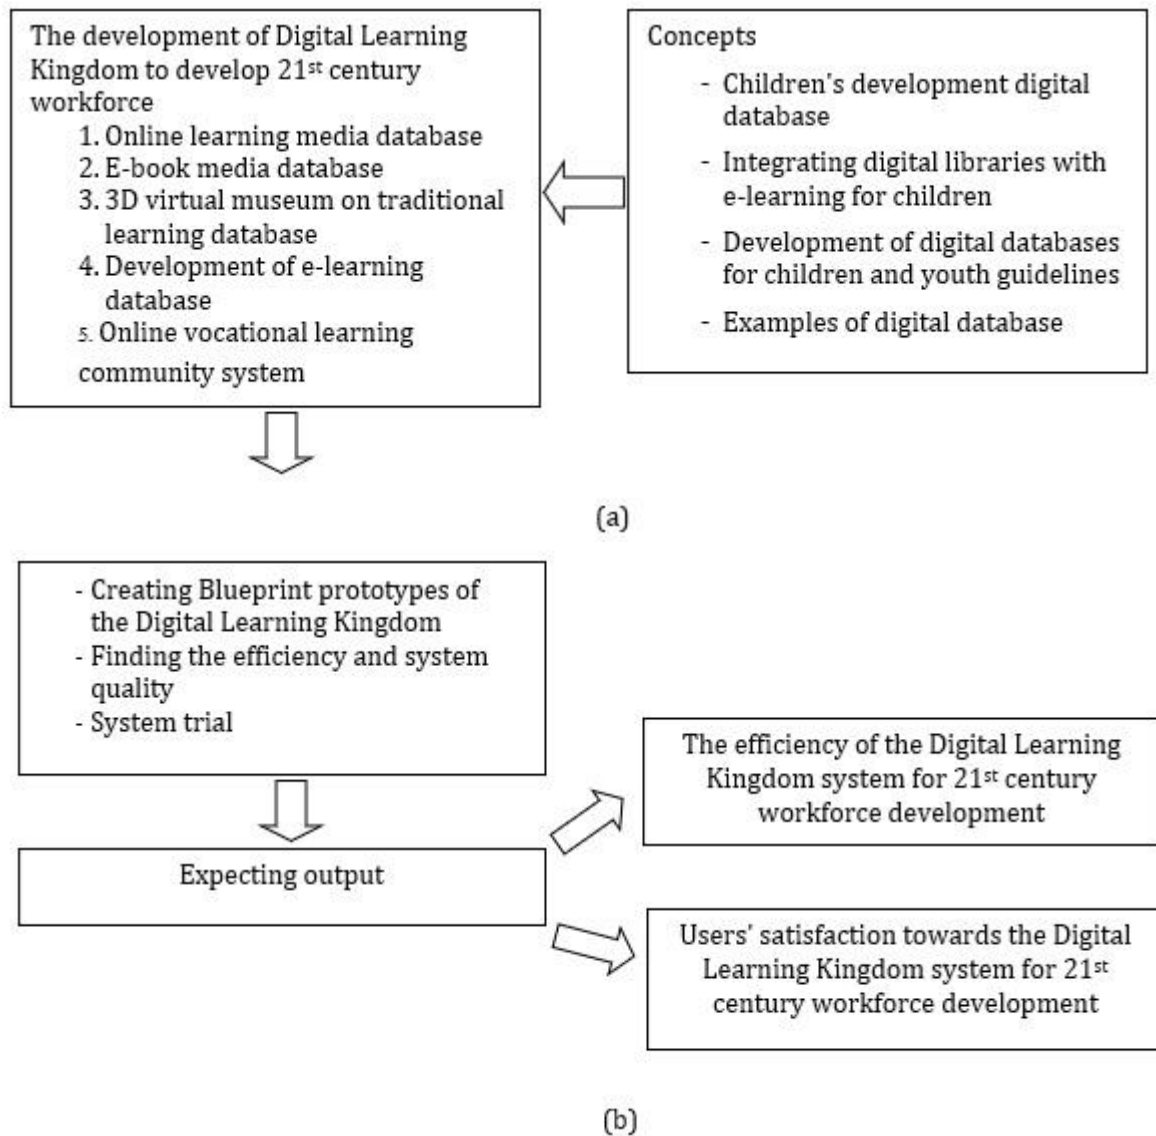 The development of Digital Learning
Kingdom to develop 21st century
workforce
1. Online learning media database
2. E-book media database
3. 3D virtual museum on traditional
learning database
4. Development of e-learning
database
5. Online vocational learning
community system
Concepts
- Children's development digital
database
- Integrating digital libraries with
e-learning for children
- Development of digital databases
for children and youth guidelines
- Examples of digital database
(a)
- Creating Blueprint prototypes of
the Digital Learning Kingdom
- Finding the efficiency and system
quality
- System trial
Expecting output
The efficiency of the Digital Learning
Kingdom system for 21st century
workforce development
Users' satisfaction towards the Digital
Learning Kingdom system for 21st
century workforce development
(b)